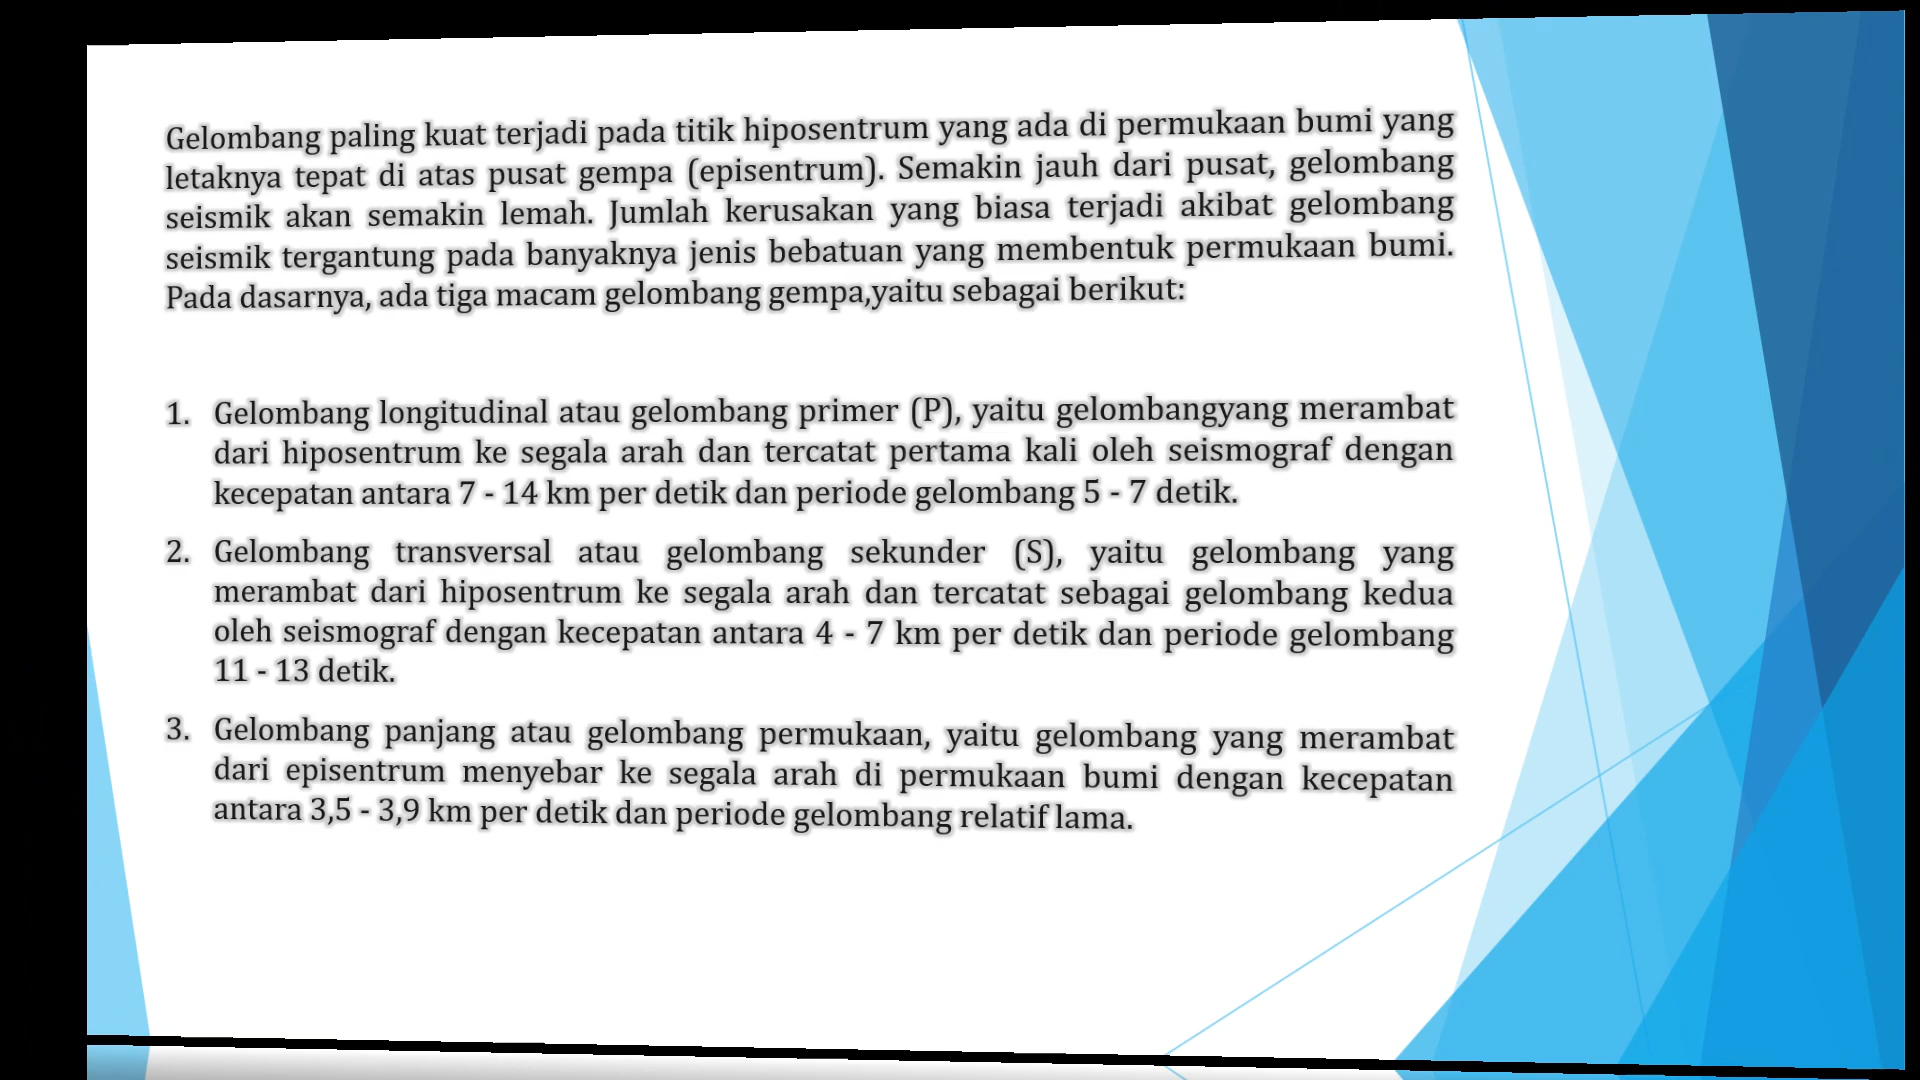 Gelombang paling kuat terjadi pada titik hiposentrum yang ada di permukaan bumi yang
letaknya tepat di atas pusat gempa (episentrum). Semakin jauh dari pusat, gelombang
seismik akan semakin lemah. Jumlah kerusakan yang biasa terjadi akibat gelombang
seismik tergantung pada banyaknya jenis bebatuan yang membentuk permukaan bumi.
Pada dasarnya, ada tiga macam gelombang gempa,yaitu sebagai berikut:
1. Gelombang longitudinal atau gelombang primer (P), yaitu gelombangyang merambat
dari hiposentrum ke segala arah dan tercatat pertama kali oleh seismograf dengan
kecepatan antara 7 - 14 km per detik dan periode gelombang 5 - 7 detik.
2. Gelombang transversal atau gelombang sekunder (S), yaitu gelombang yang
merambat dari hiposentrum ke segala arah dan tercatat sebagai gelombang kedua
oleh seismograf dengan kecepatan antara 4 - 7 km per detik dan periode gelombang
11 - 13 detik.
3. Gelombang panjang atau gelombang permukaan, yaitu gelombang yang merambat
dari episentrum menyebar ke segala arah di permukaan bumi dengan kecepatan
antara 3,5 - 3,9 km per detik dan periode gelombang relatif lama.